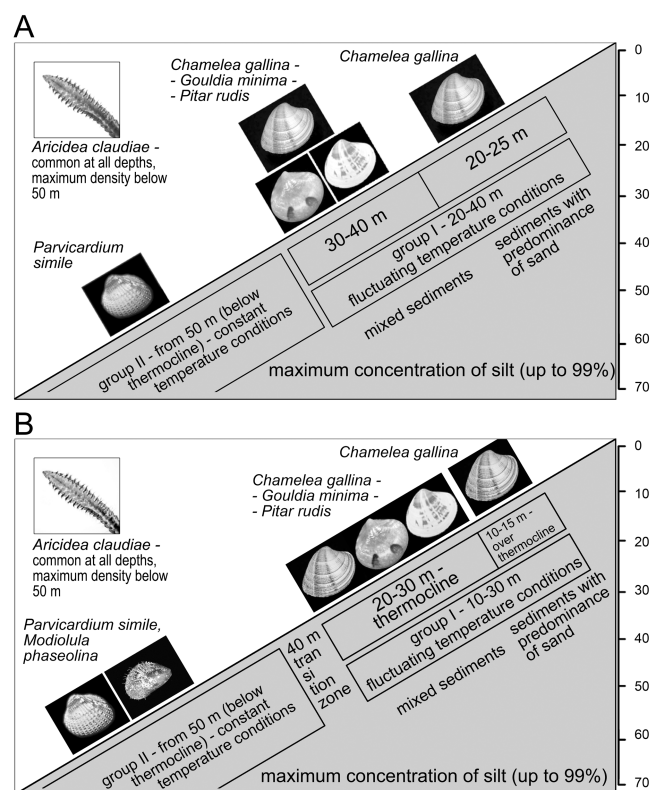 A
Chamelea gallina -
- Gouldia minima -
- Pitar rudis
Chamelea gallina
Aricidea claudiae -
common at all depths,
maximum density below
50 m
Parvicardium
simile
20-25 m
30-40 m
group I - 20-40 m
fluctuating temperature conditions
sediments with
predominance
of sand
mixed sediments
group II - from 50 m (below
thermocline) - constant
temperature conditions
maximum concentration of silt (up to 99%)
0
10
20
30
40
50
60
70
B
Chamelea gallina
Chamelea gallina -
- Gouldia minima -
- Pitar rudis
Aricidea claudiae -
common at all depths,
maximum density below
50 m
Parvicardium simile,
Modiolula
phaseolina
10-15 m -
over
thermocline
20-30 m -
thermocline
group I - 10-30 m
fluctuating temperature conditions
sediments with
predominance
of sand
mixed sediments
40 m
tran
si
tion
zone
group II - from 50 m (below
thermocline) - constant
temperature conditions
maximum concentration of silt (up to 99%)
0
10
20
30
40
50
60
70